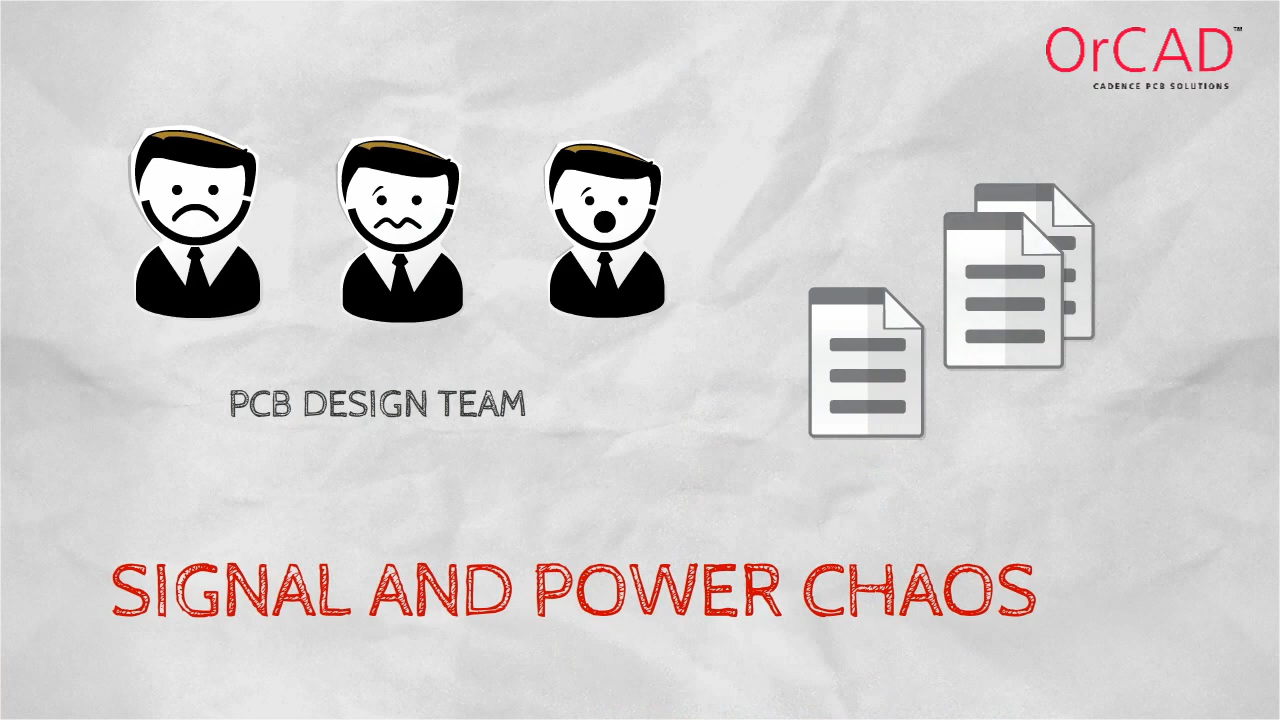 OrCAD™
CADENCE PCB SOLUTIONS
PCB DESIGN TEAM
SIGNAL AND POWER CHAOS